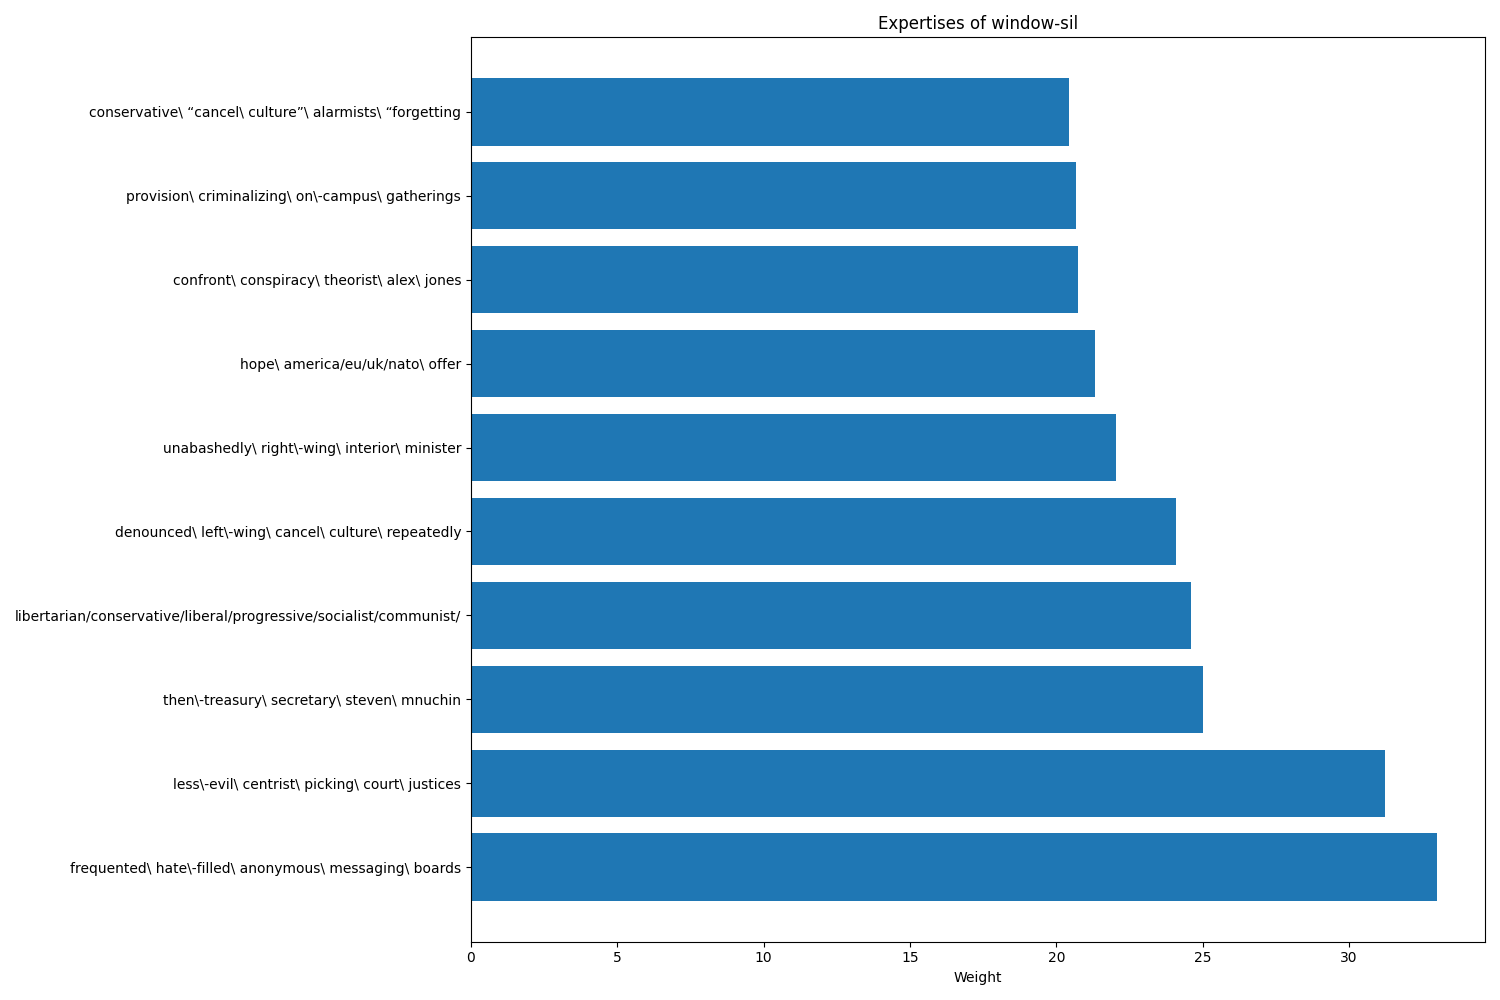 Expertises of window-sil
conservative\ “cancel\ culture”\ alarmists\ “forgetting
provision\ criminalizing\ on\-campus\ gatherings
confront\ conspiracy\ theorist\ alex\ jones
hope\ america/eu/uk/nato\ offer
unabashedly\ right\-wing\ interior\ minister
denounced\ left\-wing\ cancel\ culture\ repeatedly
libertarian/conservative/liberal/progressive/socialist/communist/
then\-treasury\ secretary\ steven\ mnuchin
less\-evil\ centrist\ picking\ court\ justices
frequented\ hate\-filled\ anonymous\ messaging\ boards
0 5 10 15 20 25 30
Weight